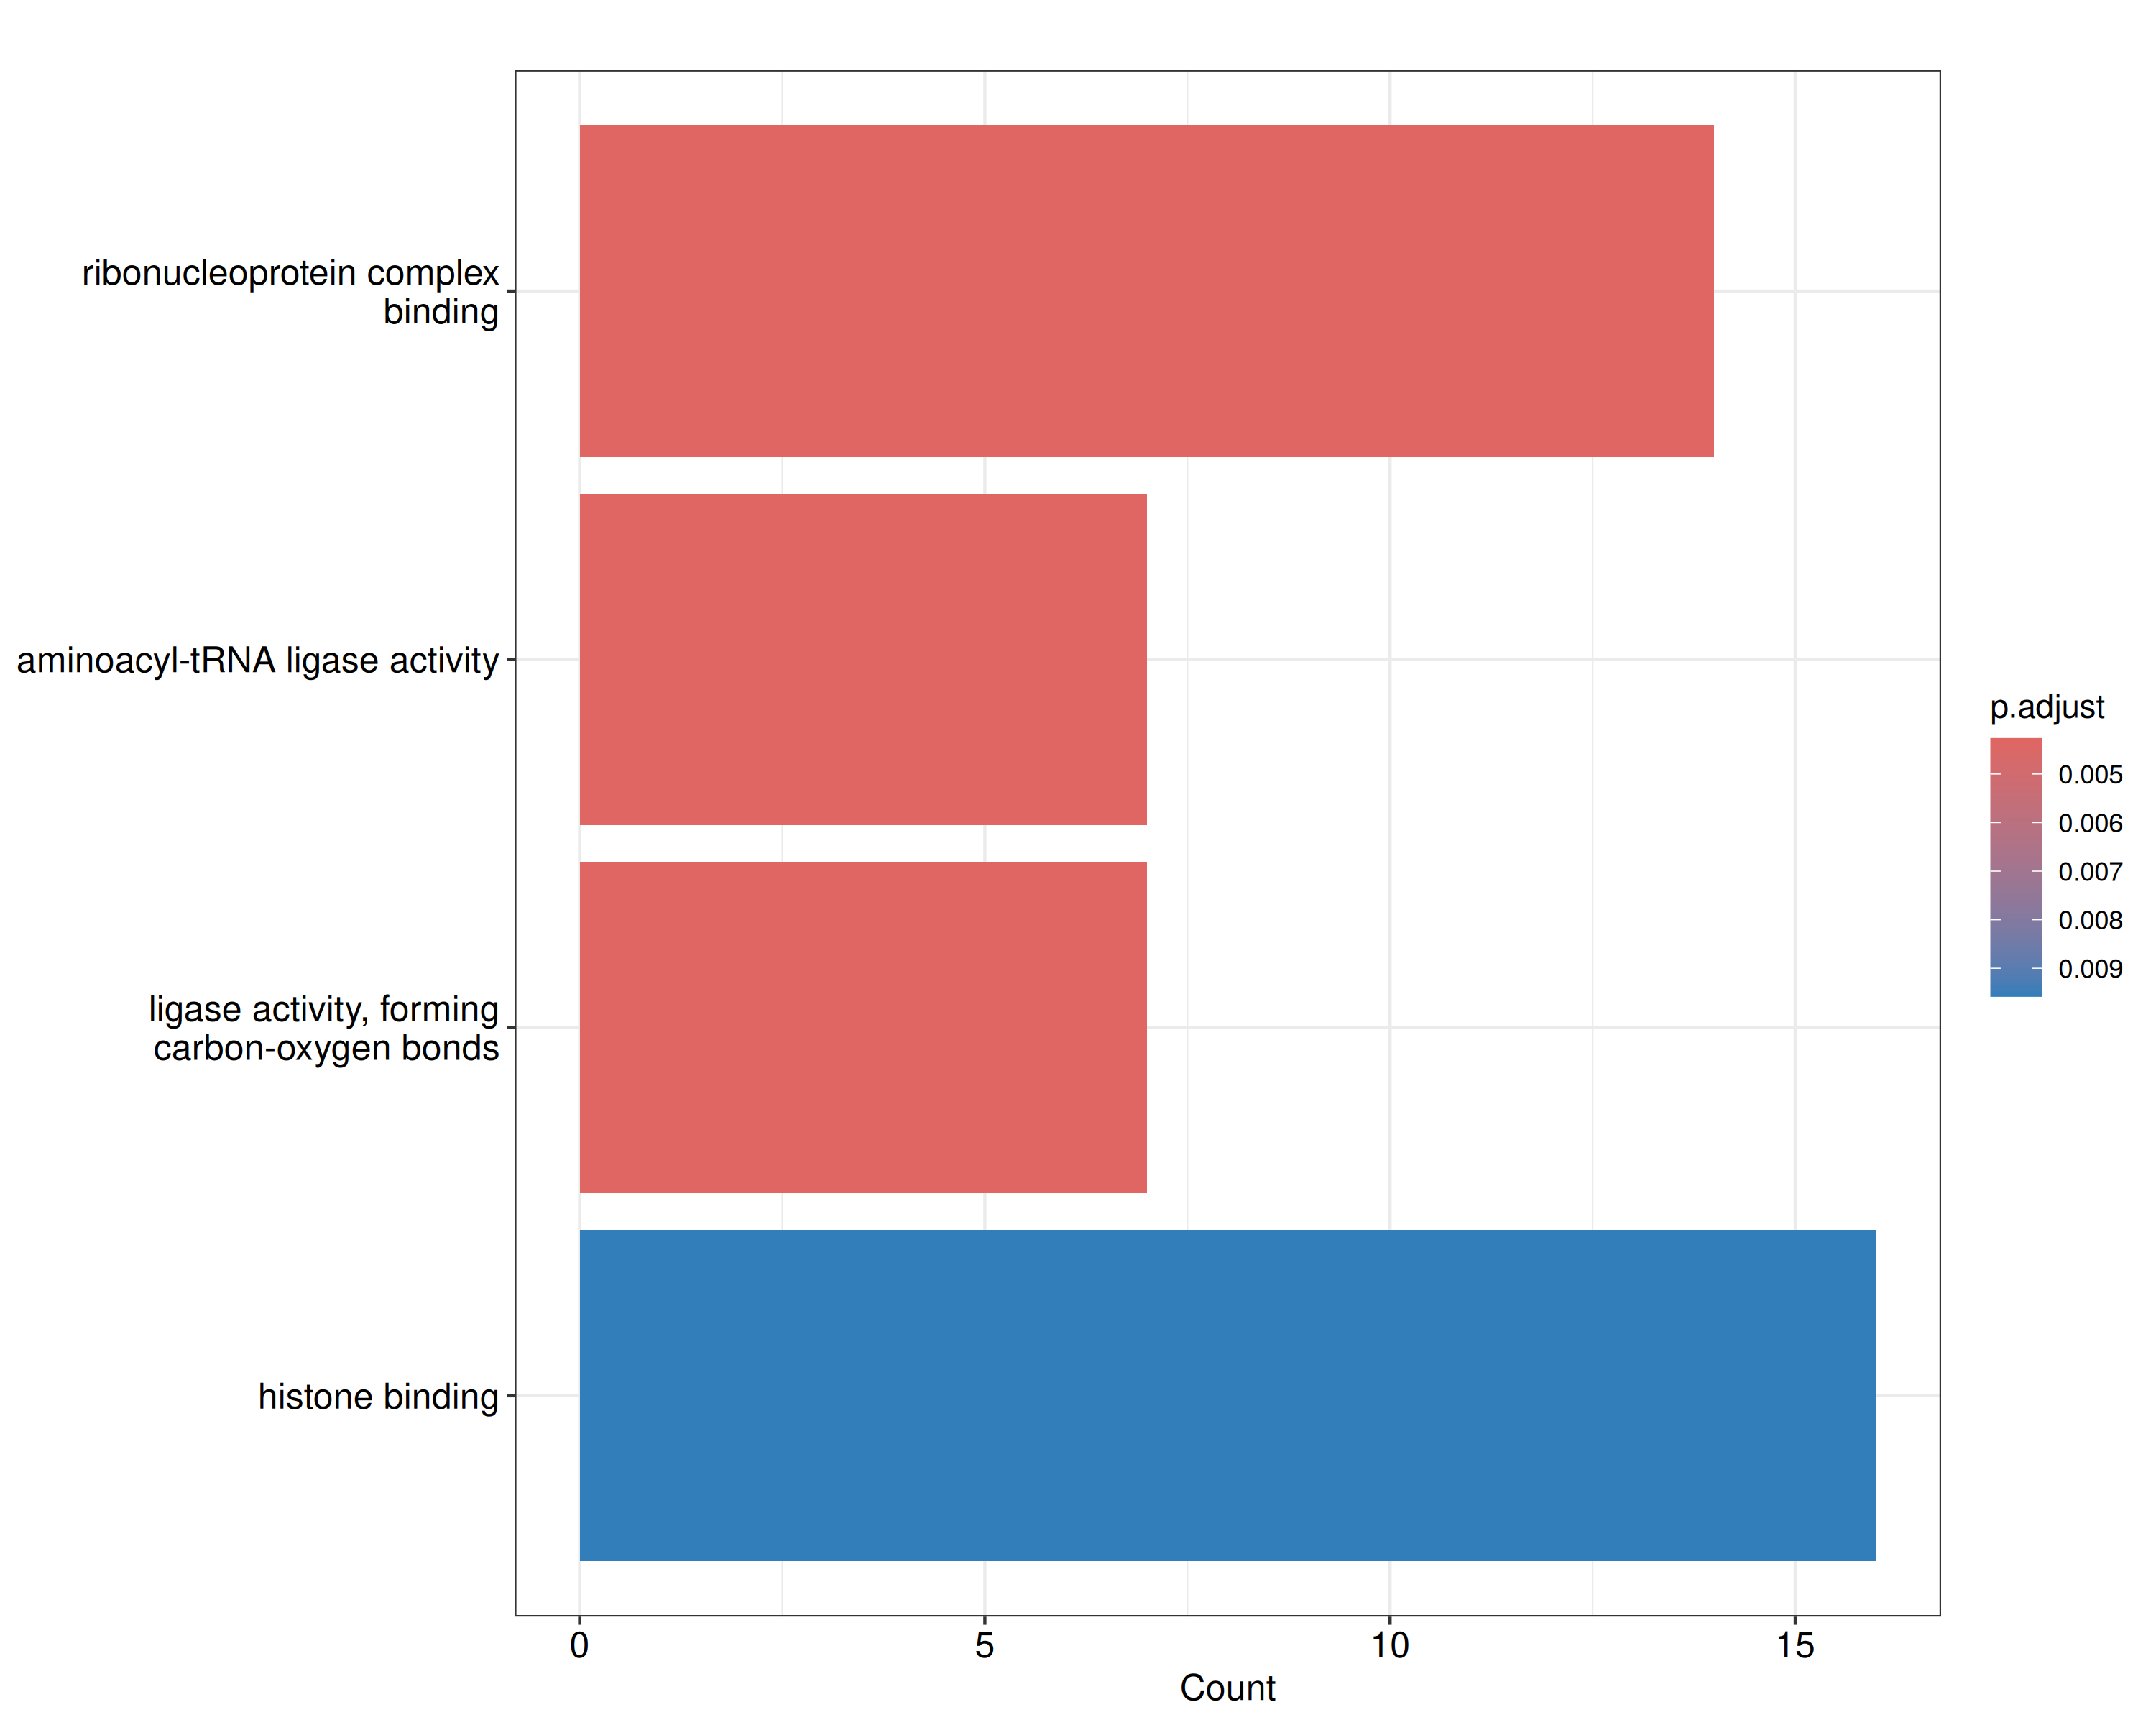 ribonucleoprotein complex
binding
aminoacyl-tRNA ligase activity
ligase activity, forming
carbon-oxygen bonds
histone binding
0 5 10 15
Count
p.adjust
0.005
0.006
0.007
0.008
0.009